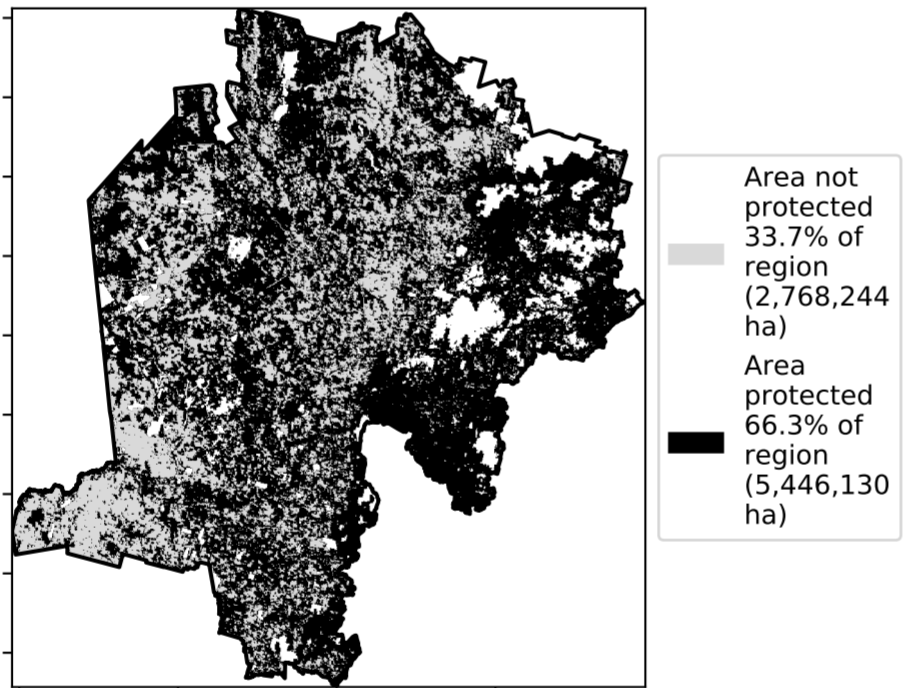 Area not
protected
33.7% of
region
(2,768,244
ha)
Area
protected
66.3% of
region
(5,446,130
ha)